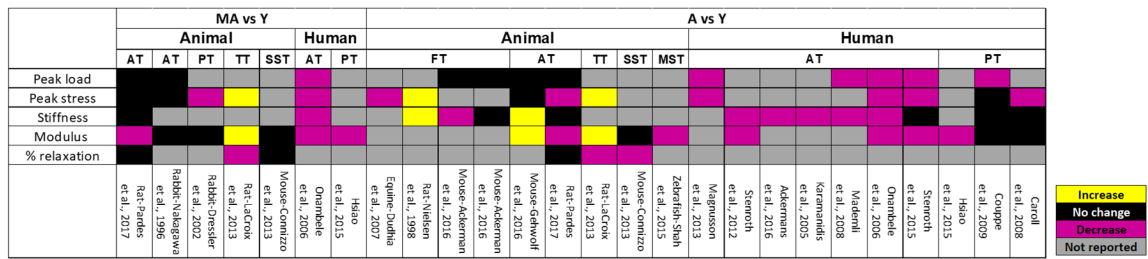 MA vs Y A vs Y
Animal Human Animal Human
AT AT PT TT SST AT PT FT AT TT SST MST AT PT
Peak load
Peak stress
Stiffness
Modulus
% relaxation
Rat-Pardes
et al., 2017
Rabbit-Nakagawa
et al., 1996
Rabbit-Dressler
et al., 2002
Rat-LaCroix
et al., 2013
Mouse-Connizzo
et al., 2013
Onambele
et al., 2006
Hsiao
et al., 2015
Equine-Dudhia
et al., 2007
Rat-Nielsen
et al., 1998
Mouse-Ackerman
et al., 2016
Mouse-Ackerman
et al., 2016
Mouse-Gehwolf
et al., 2016
Rat-Pardes
et al., 2017
Rat-LaCroix
et al., 2013
Mouse-Connizzo
et al., 2013
Zebrafish-Shah
et al., 2015
Magnusson
et al., 2003
Stenroth
et al., 2012
Ackermans
et al., 2016
Karamanidis
et al., 2005
Mademli
et al., 2008
Onambele
et al., 2006
Stenroth
et al., 2015
Hsiao
et al., 2015
Couppe
et al., 2009
Carroll
et al., 2008
Increase
No change
Decrease
Not reported